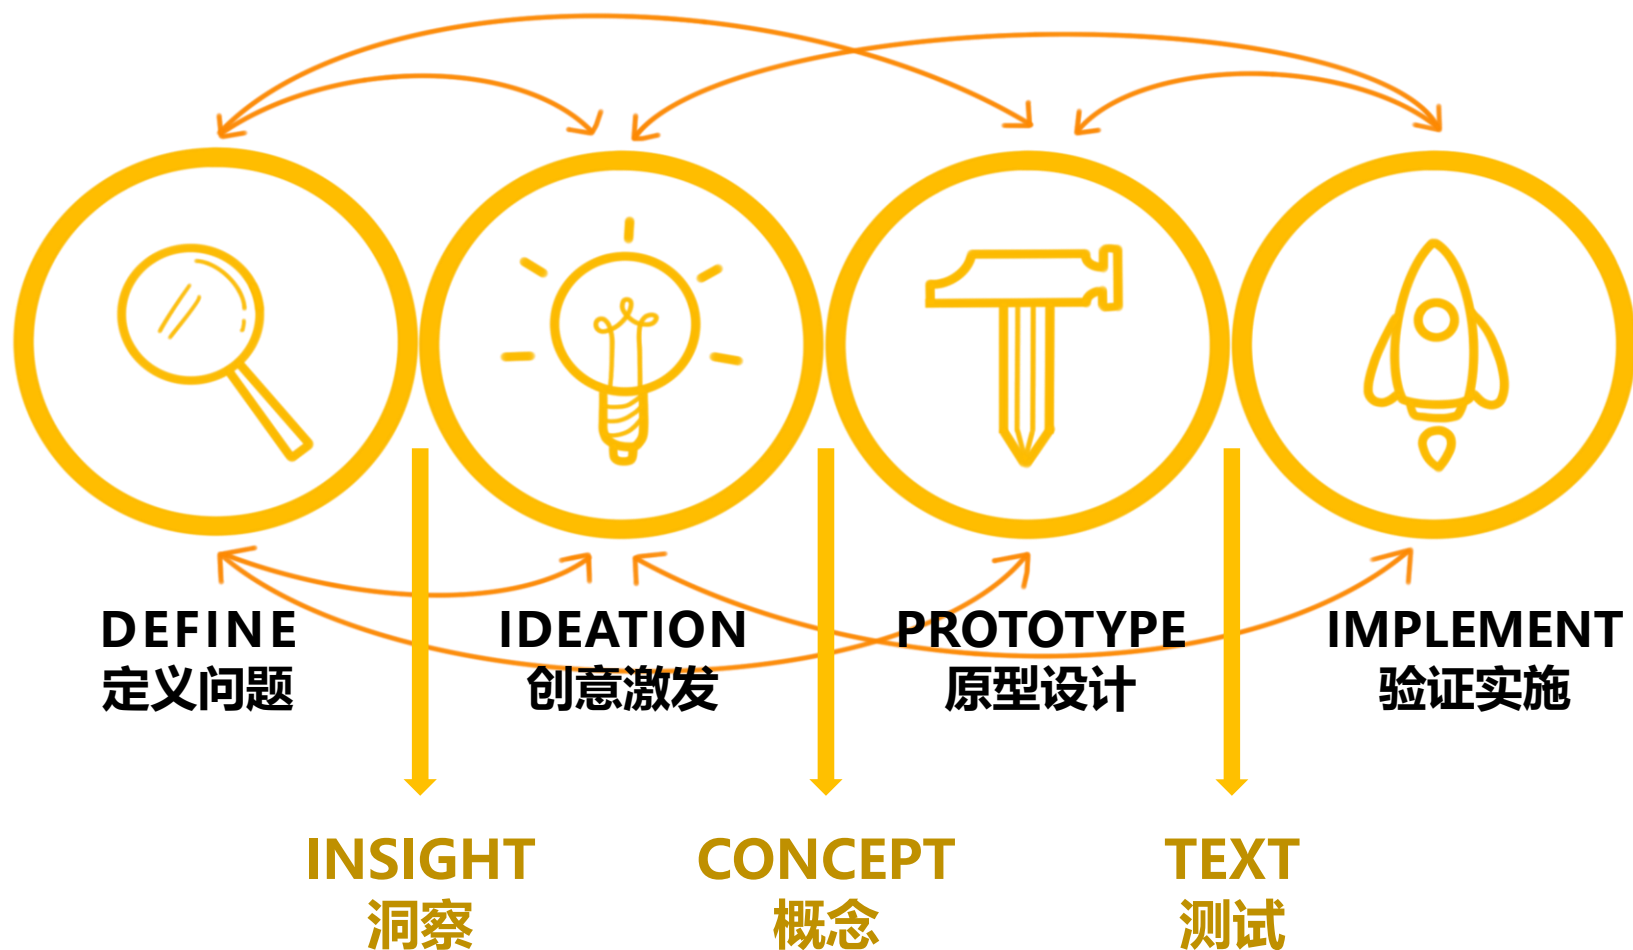 DEFINE
定义问题
IDEATION
创意激发
PROTOTYPE
原型设计
IMPLEMENT
验证实施
INSIGHT
洞察
CONCEPT
概念
TEXT
测试